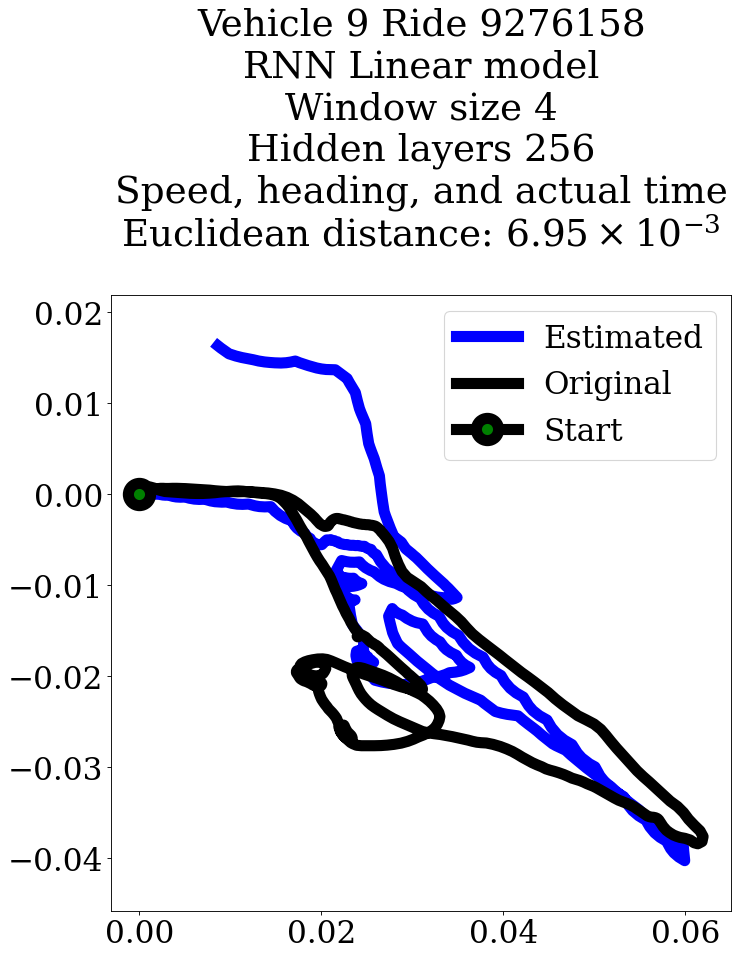 Vehicle 9 Ride 9276158
RNN Linear model
Window size 4
Hidden layers 256
Speed, heading, and actual time
Euclidean distance: 6.95 × 10⁻³
Estimated
Original
Start
0.02
0.01
0.00
−0.01
−0.02
−0.03
−0.04
0.00 0.02 0.04 0.06